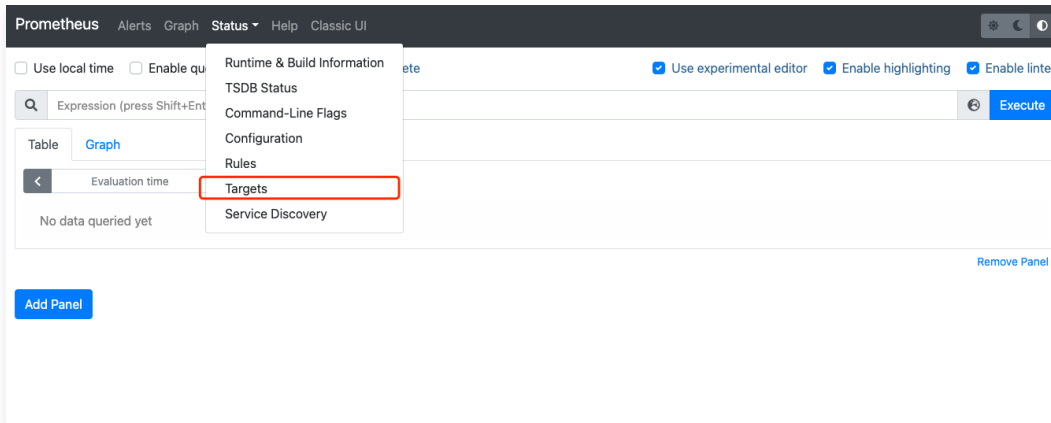 Prometheus Alerts Graph Status Help Classic UI
Use local time Enable qu ete Use experimental editor Enable highlighting Enable linte
Expression (press Shift+Ent Execute
Table Graph
Evaluation time
No data queried yet
Runtime & Build Information
TSDB Status
Command-Line Flags
Configuration
Rules
Targets
Service Discovery
Remove Panel
Add Panel